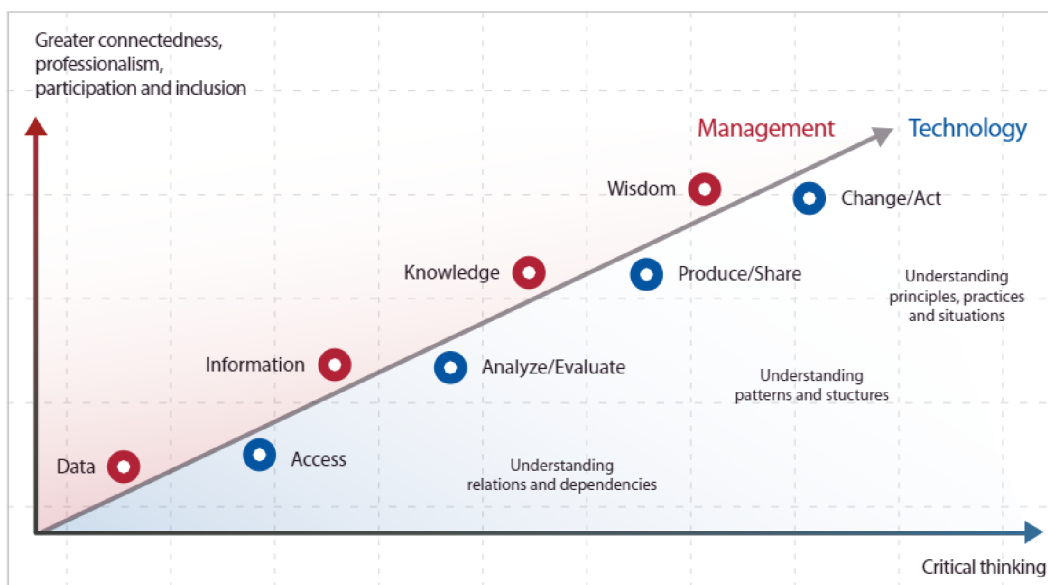 Greater connectedness,
professionalism,
participation and inclusion
Management
Technology
Wisdom
Change/Act
Knowledge
Produce/Share
Understanding
principles, practices
and situations
Information
Analyze/Evaluate
Understanding
patterns and stuctures
Data
Access
Understanding
relations and dependencies
Critical thinking